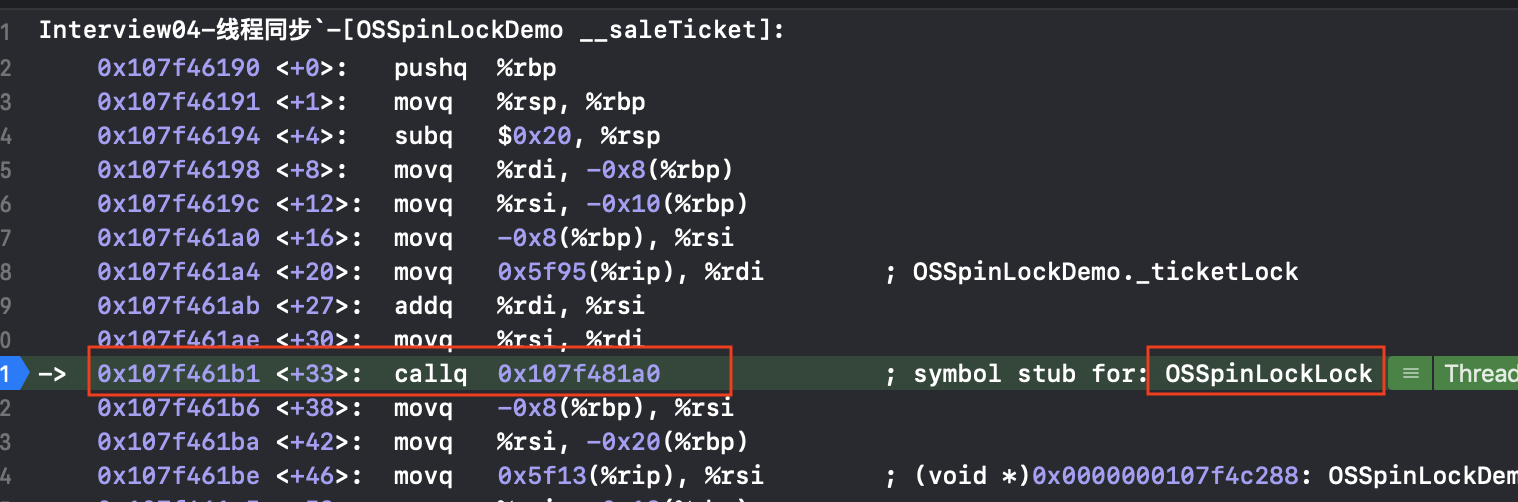 1 Interview04-线程同步`-[OSSpinLockDemo __saleTicket]:
2 0x107f46190 <+0>: pushq %rbp
3 0x107f46191 <+1>: movq %rsp, %rbp
4 0x107f46194 <+4>: subq $0x20, %rsp
5 0x107f46198 <+8>: movq %rdi, -0x8(%rbp)
6 0x107f4619c <+12>: movq %rsi, -0x10(%rbp)
7 0x107f461a0 <+16>: movq -0x8(%rbp), %rsi
8 0x107f461a4 <+20>: movq 0x5f95(%rip), %rdi ; OSSpinLockDemo._ticketLock
9 0x107f461ab <+27>: addq %rdi, %rsi
0 0x107f461ae <+30>: movq %rsi, %rdi
1 -> 0x107f461b1 <+33>: callq 0x107f481a0 ; symbol stub for: OSSpinLockLock Thread
2 0x107f461b6 <+38>: movq -0x8(%rbp), %rsi
3 0x107f461ba <+42>: movq %rsi, -0x20(%rbp)
4 0x107f461be <+46>: movq 0x5f13(%rip), %rsi ; (void *)0x0000000107f4c288: OSSpinLockDem